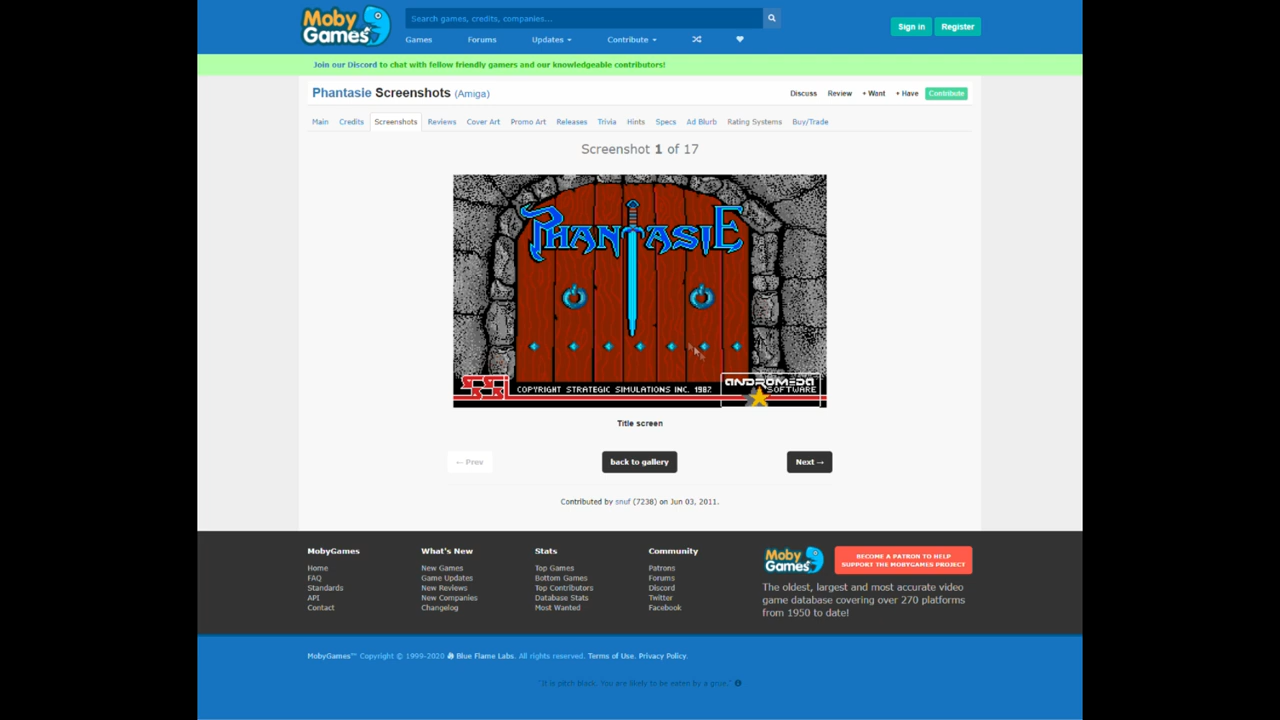 Moby Games
Search games, credits, companies...
Games Forums Updates Contribute
Sign in Register
Join our Discord to chat with fellow friendly gamers and our knowledgeable contributors!
Phantasie Screenshots (Amiga)
Discuss Review + Want + Have Contribute
Main Credits Screenshots Reviews Cover Art Promo Art Releases Trivia Hints Specs Ad Blurb Rating Systems Buy/Trade
Screenshot 1 of 17
PHANTASIE
SSI COPYRIGHT STRATEGIC SIMULATIONS INC. 1987. ANDROMEDA SOFTWARE
Title screen
← Prev back to gallery Next →
Contributed by snuf (7238) on Jun 03, 2011.
MobyGames
Home
FAQ
Standards
API
Contact
What's New
New Games
Game Updates
New Reviews
New Companies
Changelog
Stats
Top Games
Bottom Games
Top Contributors
Database Stats
Most Wanted
Community
Patrons
Forums
Discord
Twitter
Facebook
Moby Games
BECOME A PATRON TO HELP
SUPPORT THE MOBYGAMES PROJECT
The oldest, largest and most accurate video
game database covering over 270 platforms
from 1950 to date!
MobyGames™ Copyright © 1999-2020 Blue Flame Labs. All rights reserved. Terms of Use. Privacy Policy.
"It is pitch black. You are likely to be eaten by a grue."